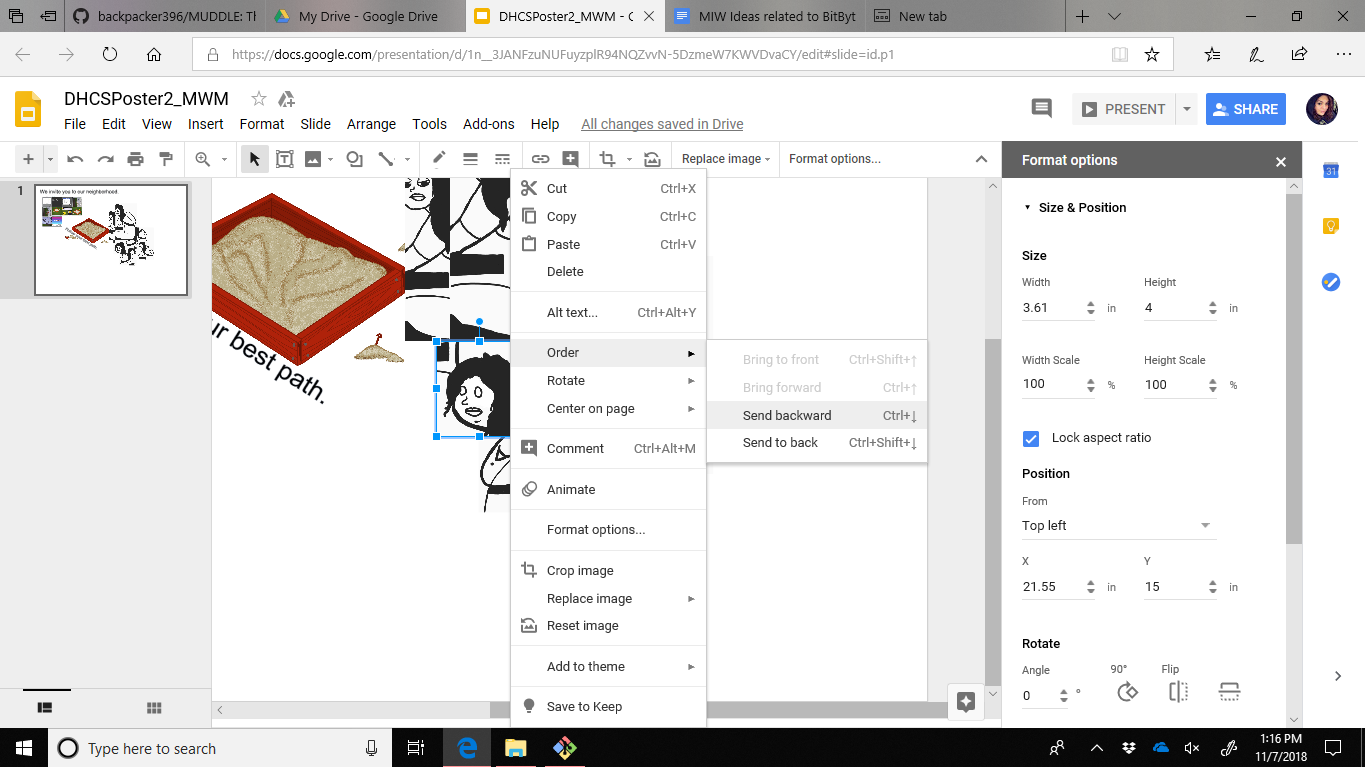 backpacker396/MUDDLE: Th
My Drive - Google Drive
DHCSPoster2_MWM - G
MIW Ideas related to BitByt
New tab
https://docs.google.com/presentation/d/1n__3JANFzuNUFuyzplR94NQZvvN-5DzmeW7KWVDvaCY/edit#slide=id.p1
DHCSPoster2_MWM
PRESENT
SHARE
File Edit View Insert Format Slide Arrange Tools Add-ons Help All changes saved in Drive
Replace image
Format options...
Format options
1
We invite you to our neighborhood.
ur best path.
Cut Ctrl+X
Copy Ctrl+C
Paste Ctrl+V
Delete
Alt text... Ctrl+Alt+Y
Order
Rotate
Center on page
Comment Ctrl+Alt+M
Animate
Format options...
Crop image
Replace image
Reset image
Add to theme
Save to Keep
Bring to front Ctrl+Shift+↑
Bring forward Ctrl+↑
Send backward Ctrl+↓
Send to back Ctrl+Shift+↓
Size & Position
Size
Width Height
3.61 in 4 in
Width Scale Height Scale
100 % 100 %
Lock aspect ratio
Position
From
Top left
X Y
21.55 in 15 in
Rotate
Angle 90° Flip
0 °
31
Type here to search
1:16 PM
11/7/2018